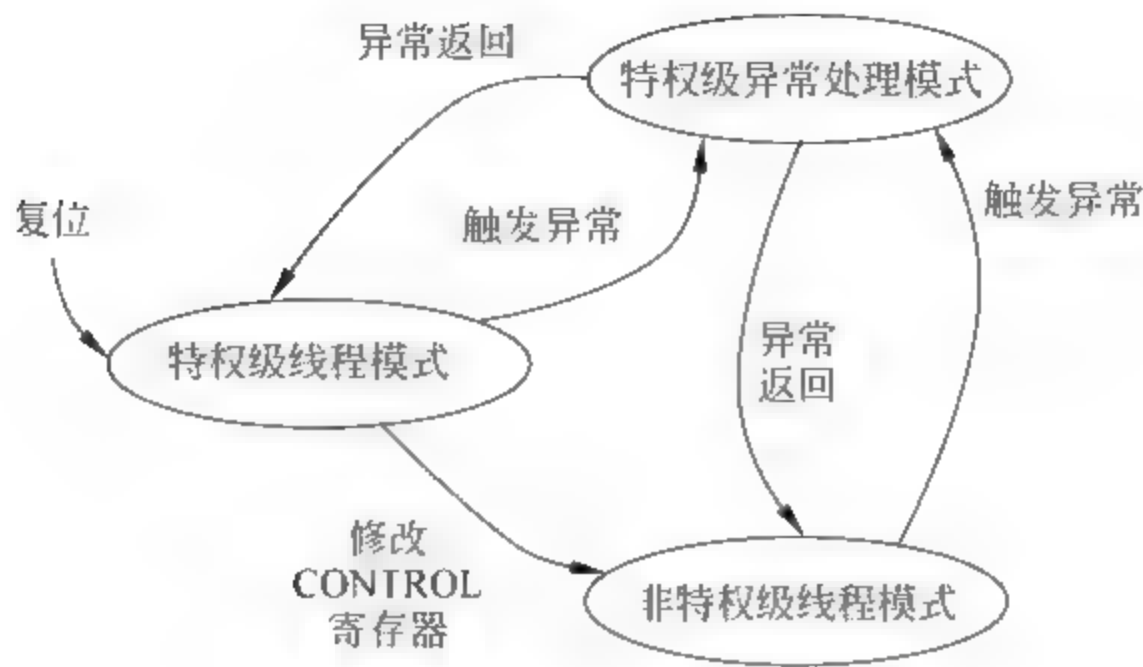 异常返回
特权级异常处理模式
复位
触发异常
触发异常
特权级线程模式
异常
返回
修改
CONTROL
寄存器
非特权级线程模式